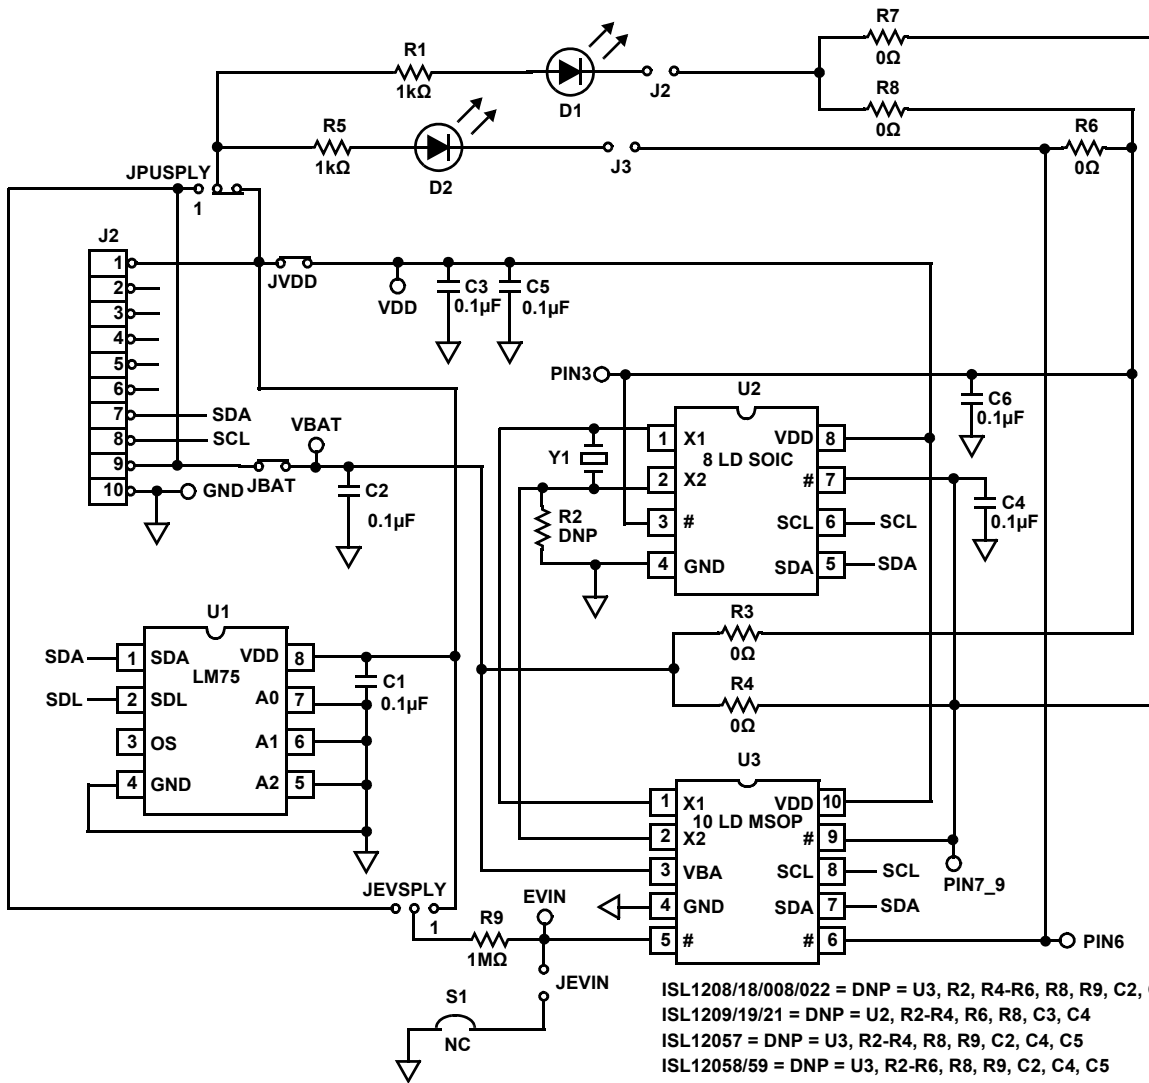 R7
0Ω
R1
1kΩ
D1
J2
R8
0Ω
R5
1kΩ
D2
J3
R6
0Ω
JPUSPLY
1
J2
1
2
3
4
5
6
7
8
9
10
SDA
SCL
GND
JVDD
VDD
C3
0.1µF
C5
0.1µF
VBAT
JBAT
C2
0.1µF
PIN3
U2
8 LD SOIC
1 X1
2 X2
3 #
4 GND
VDD 8
# 7
SCL 6 SCL
SDA 5 SDA
C6
0.1µF
C4
0.1µF
Y1
R2
DNP
R3
0Ω
R4
0Ω
U1
LM75
SDA 1 SDA
SDL 2 SDL
3 OS
4 GND
VDD 8
A0 7
A1 6
A2 5
C1
0.1µF
U3
10 LD MSOP
1 X1
2 X2
3 VBA
4 GND
5 #
VDD 10
# 9
SCL 8 SCL
SDA 7 SDA
# 6
PIN7_9
PIN6
JEVSPLY
1
R9
1MΩ
EVIN
JEVIN
S1
NC
ISL1208/18/008/022 = DNP = U3, R2, R4-R6, R8, R9, C2,
ISL1209/19/21 = DNP = U2, R2-R4, R6, R8, C3, C4
ISL12057 = DNP = U3, R2-R4, R8, R9, C2, C4, C5
ISL12058/59 = DNP = U3, R2-R6, R8, R9, C2, C4, C5